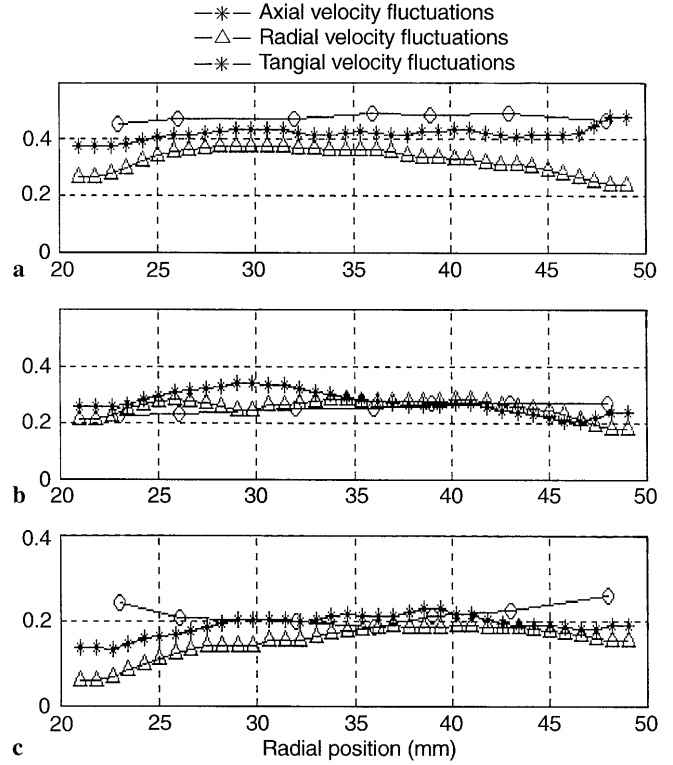 Axial velocity fluctuations
Radial velocity fluctuations
Tangial velocity fluctuations
0.4
0.2
0
a
20 25 30 35 40 45 50
0.4
0.2
0
b
20 25 30 35 40 45 50
0.4
0.2
0
20 25 30 35 40 45 50
c
Radial position (mm)